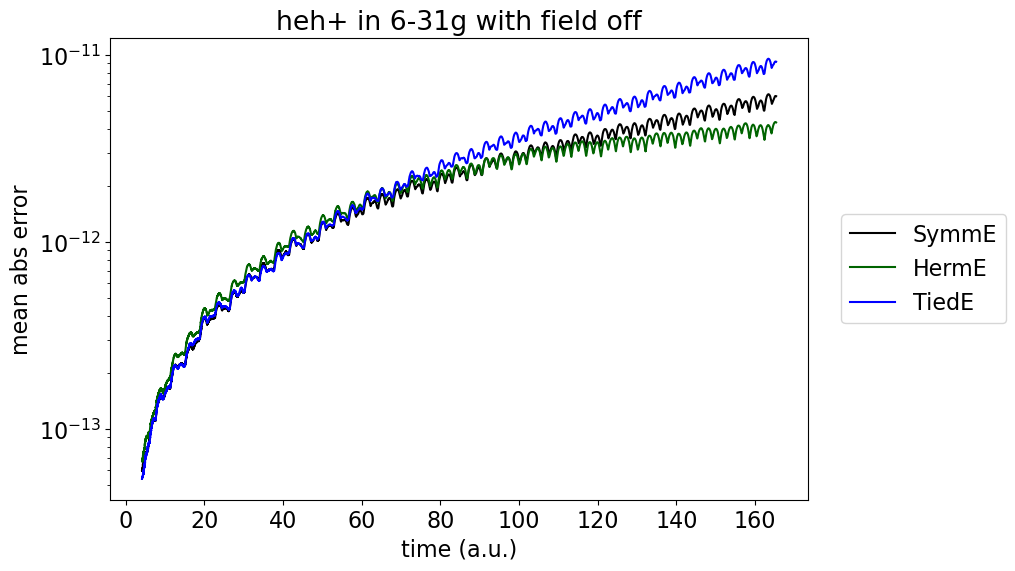 heh+ in 6-31g with field off
mean abs error
10⁻¹¹
10⁻¹²
10⁻¹³
0 20 40 60 80 100 120 140 160
time (a.u.)
SymmE
HermE
TiedE